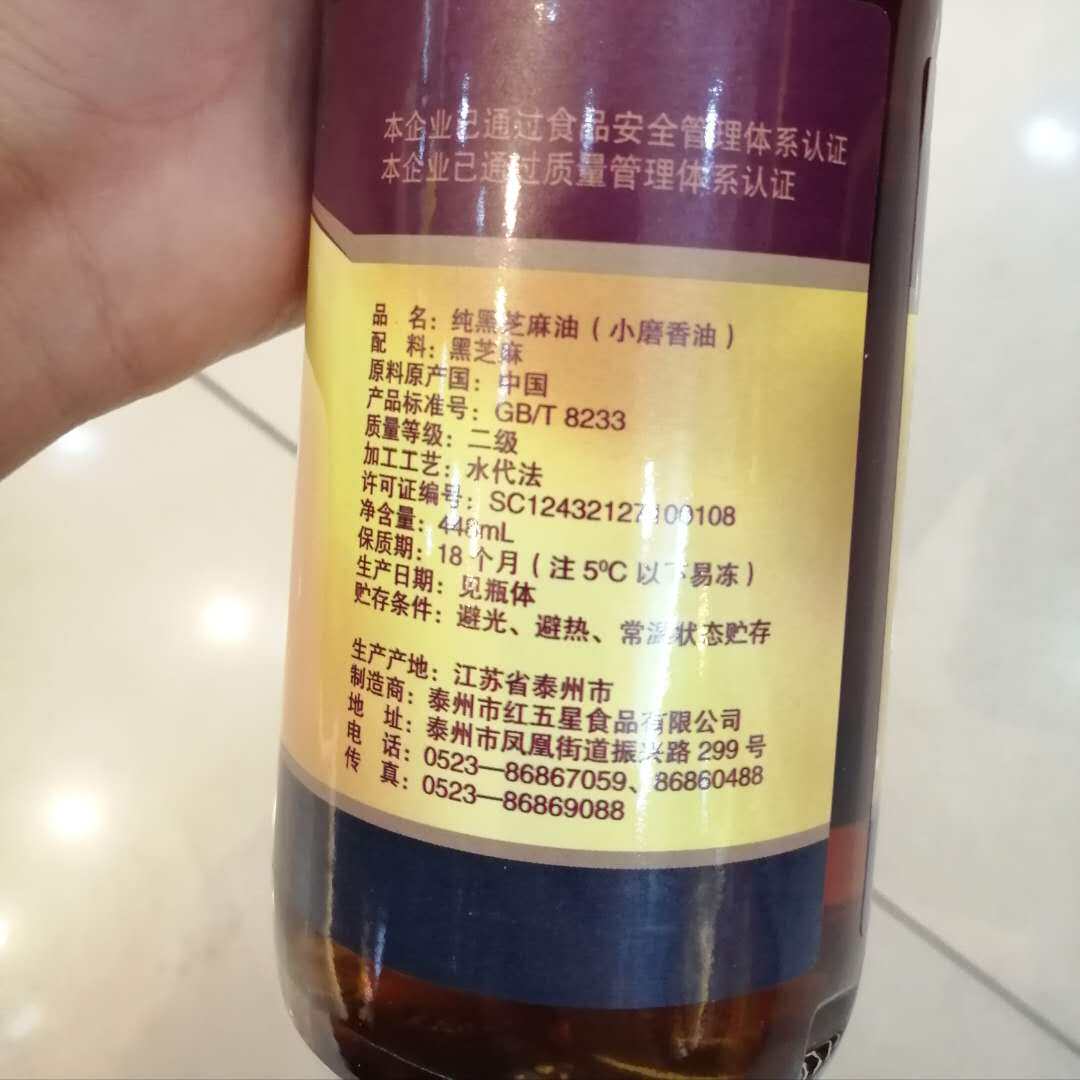 本企业已通过食品安全管理体系认证
本企业已通过质量管理体系认证
品 名：纯黑芝麻油（小磨香油）
配 料：黑芝麻
原料原产国：中国
产品标准号：GB/T 8233
质量等级：二级
加工工艺：水代法
许可证编号：SC12432127100108
净含量：448mL
保质期：18个月（注 5⁰C 以下易冻）
生产日期：见瓶体
贮存条件：避光、避热、常温状态贮存
生产产地：江苏省泰州市
制造商：泰州市红五星食品有限公司
地 址：泰州市凤凰街道振兴路 299 号
电 话：0523—86867059、86860488
传 真：0523—86869088